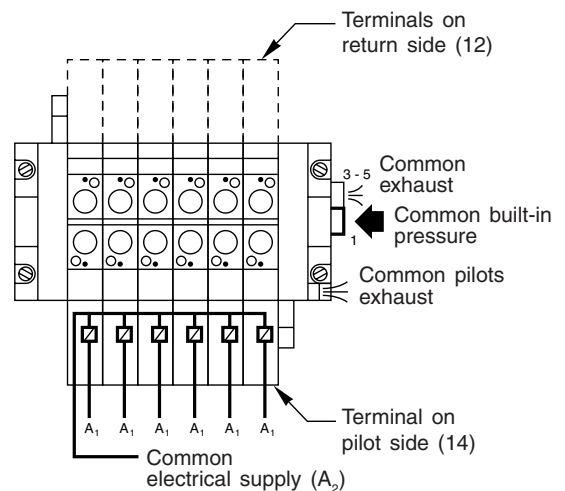 Terminals on
return side (12)
3 - 5
Common
exhaust
Common built-in
pressure
1
Common pilots
exhaust
A₁ A₁ A₁ A₁ A₁ A₁
Terminal on
pilot side (14)
Common
electrical supply (A₂)